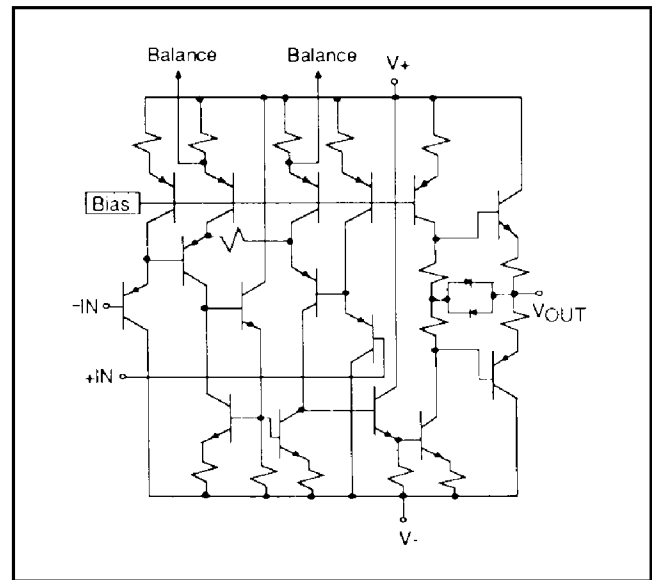 Balance
Balance
V+
Bias
−IN
+IN
VOUT
V-